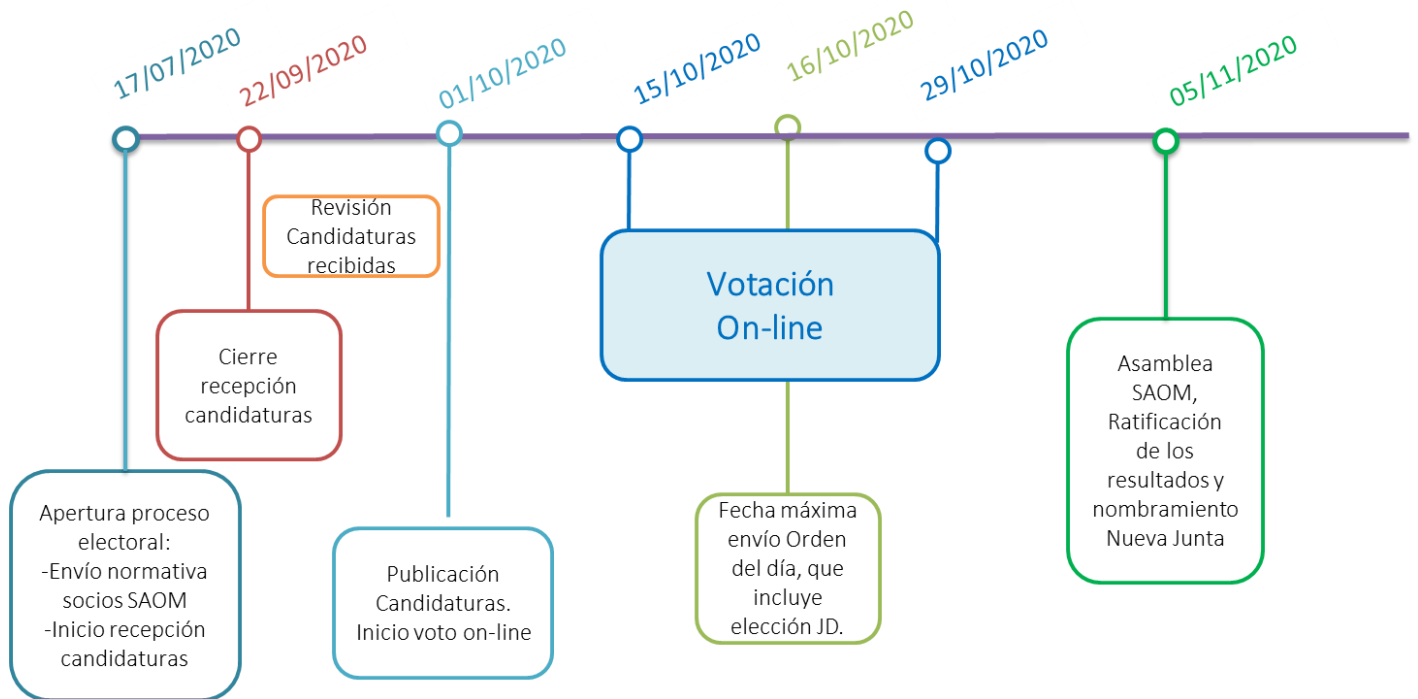 17/07/2020
22/09/2020
01/10/2020
15/10/2020
16/10/2020
29/10/2020
05/11/2020
Revisión
Candidaturas
recibidas
Votación
On-line
Cierre
recepción
candidaturas
Asamblea
SAOM,
Ratificación
de los
resultados y
nombramiento
Nueva Junta
Apertura proceso
electoral:
-Envío normativa
socios SAOM
-Inicio recepción
candidaturas
Publicación
Candidaturas.
Inicio voto on-line
Fecha máxima
envío Orden
del día, que
incluye
elección JD.